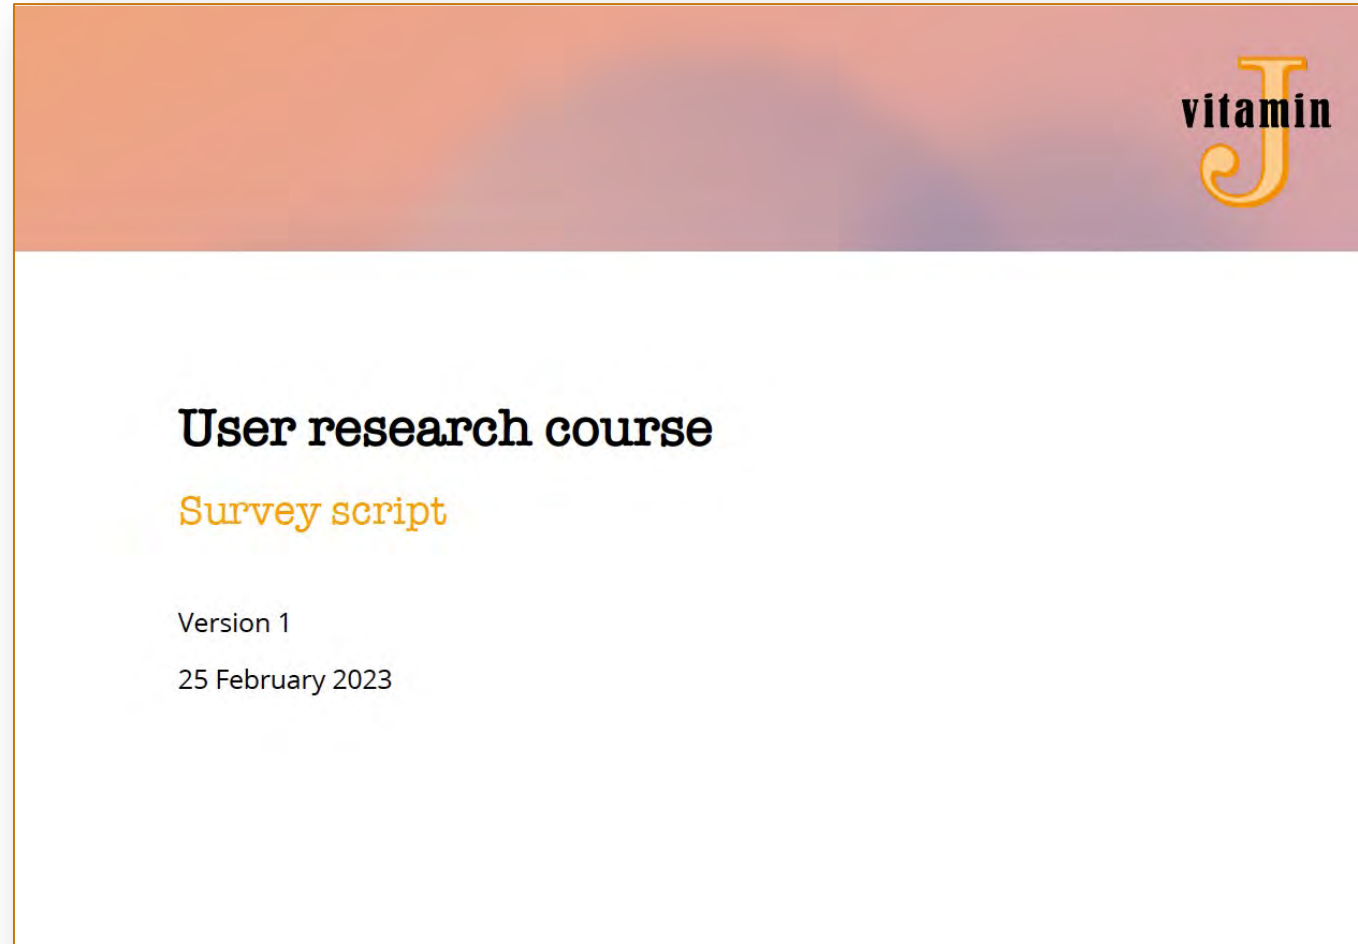 vitamin
J
User research course
Survey script
Version 1
25 February 2023